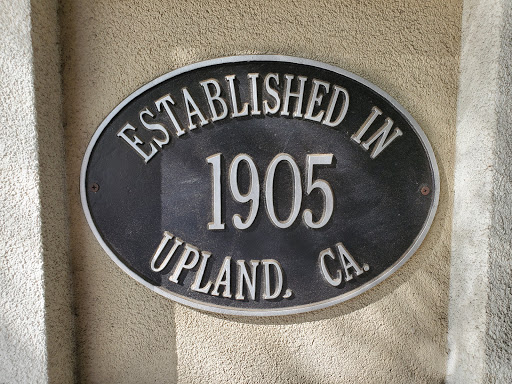 ESTABLISHED IN
1905
UPLAND, CA.